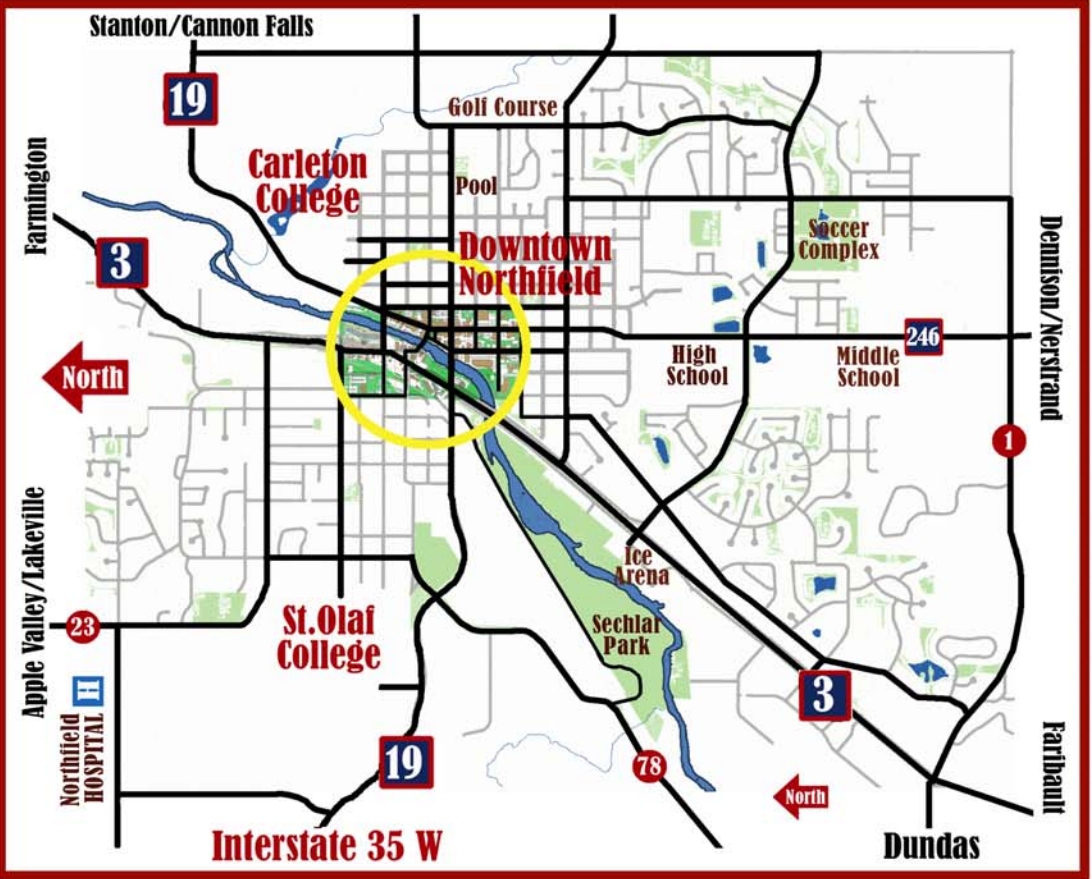 Stanton/Cannon Falls
19
Golf Course
Farmington
Carleton
College
Pool
3
Downtown
Northfield
Soccer
Complex
Dennison/Nerstrand
246
North
High
School
Middle
School
1
Apple Valley/Lakeville
23
Ice
Arena
St.Olaf
College
Sechlar
Park
H
Northfield
HOSPITAL
3
19
78
North
Faribault
Interstate 35 W
Dundas